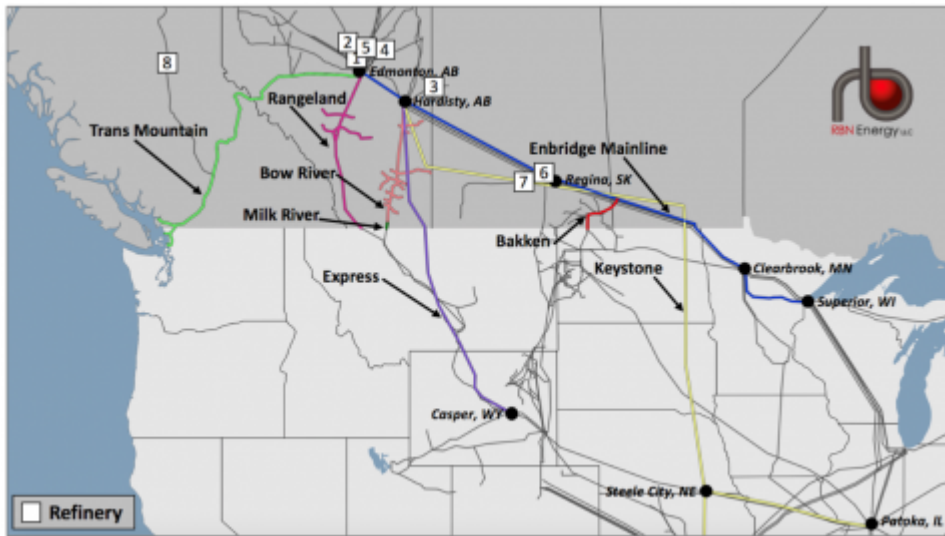 2
5
4
1
8
Edmonton, AB
3
Rangeland
Hardisty, AB
RBN Energy LLC
Trans Mountain
Enbridge Mainline
Bow River
7
6
Regina, SK
Milk River
Bakken
Express
Keystone
Clearbrook, MN
Superior, WI
Casper, WY
Steele City, NE
Refinery
Patoka, IL